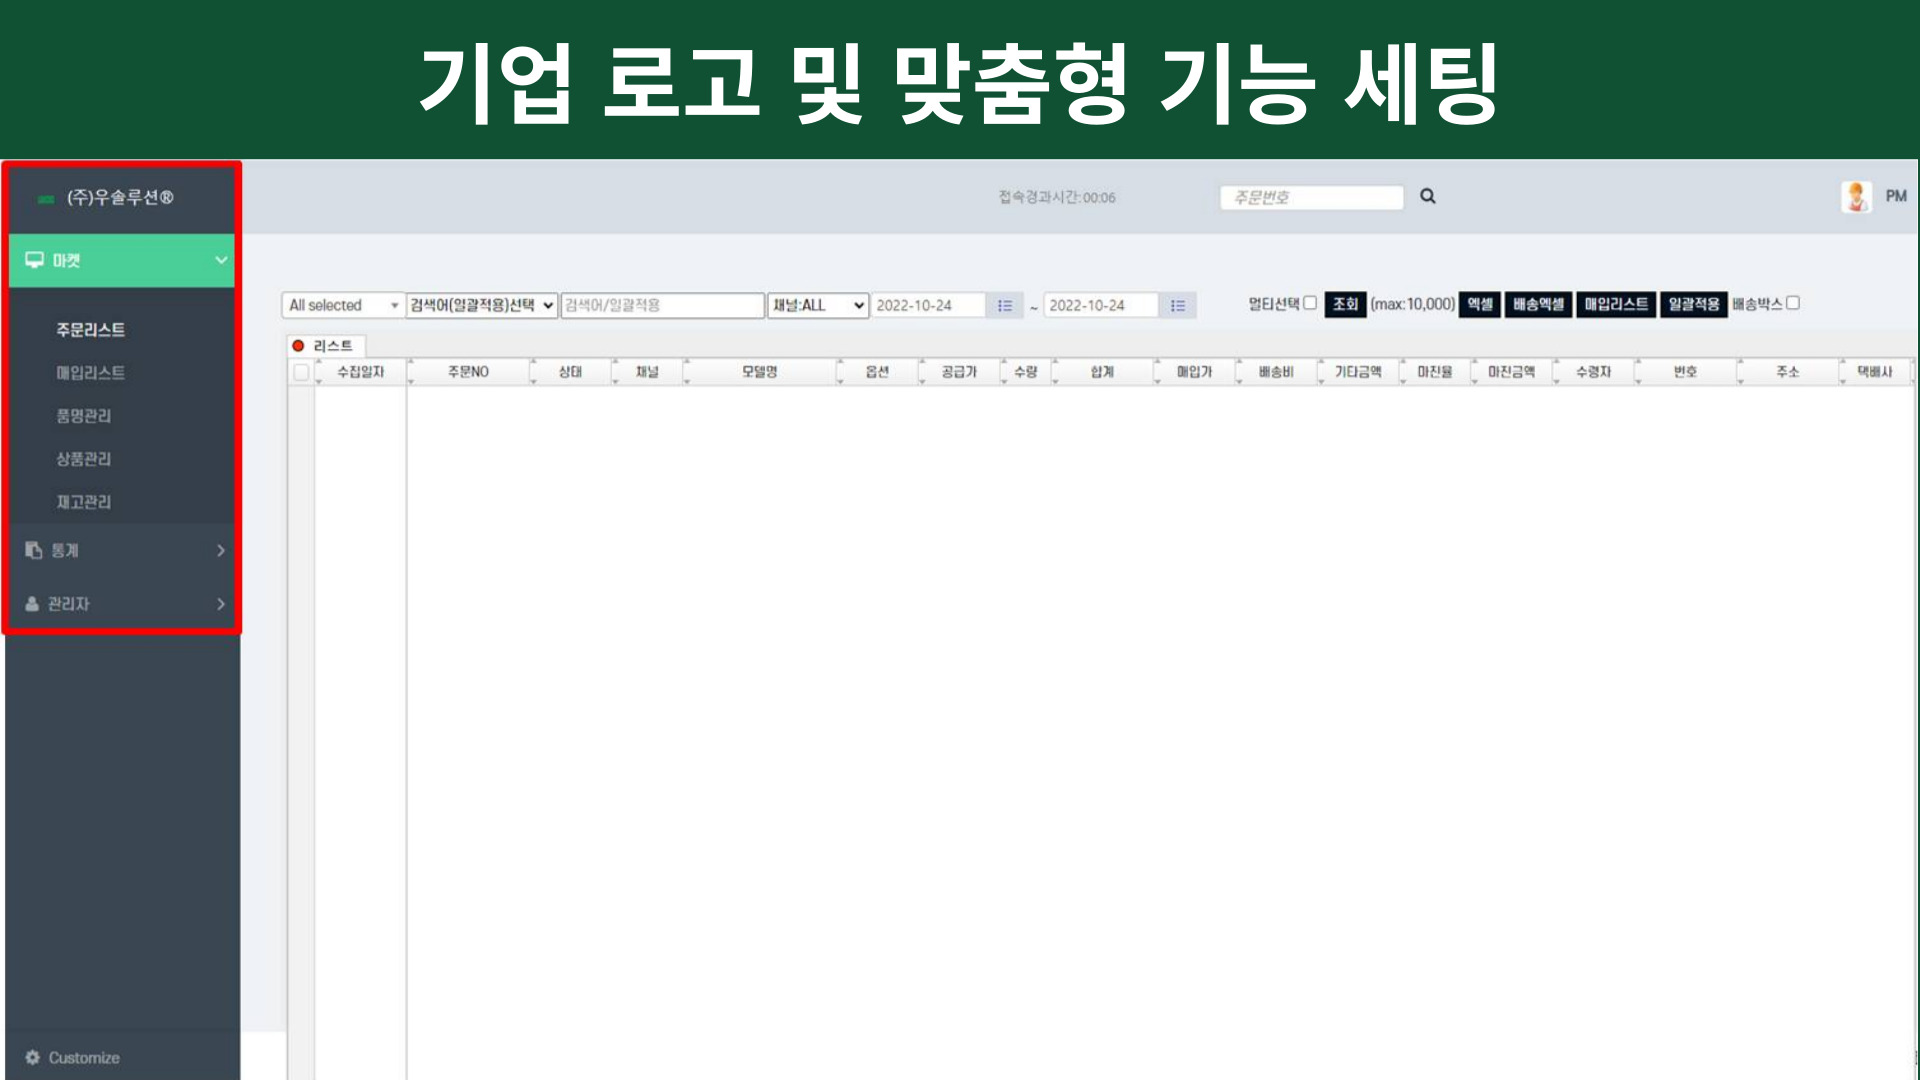 기업 로고 및 맞춤형 기능 세팅
(주)우솔루션®
접속경과시간: 00:06
주문번호
PM
마켓
주문리스트
매입리스트
품명관리
상품관리
재고관리
통계
관리자
Customize
All selected 검색어(일괄적용)선택 검색어/일괄적용 채널:ALL 2022-10-24 ~ 2022-10-24 멀티선택 조회 (max:10,000) 엑셀 배송엑셀 매입리스트 일괄적용 배송박스
리스트
수집일자 주문NO 상태 채널 모델명 옵션 공급가 수량 합계 매입가 배송비 기타금액 마진율 마진금액 수령자 번호 주소 택배사